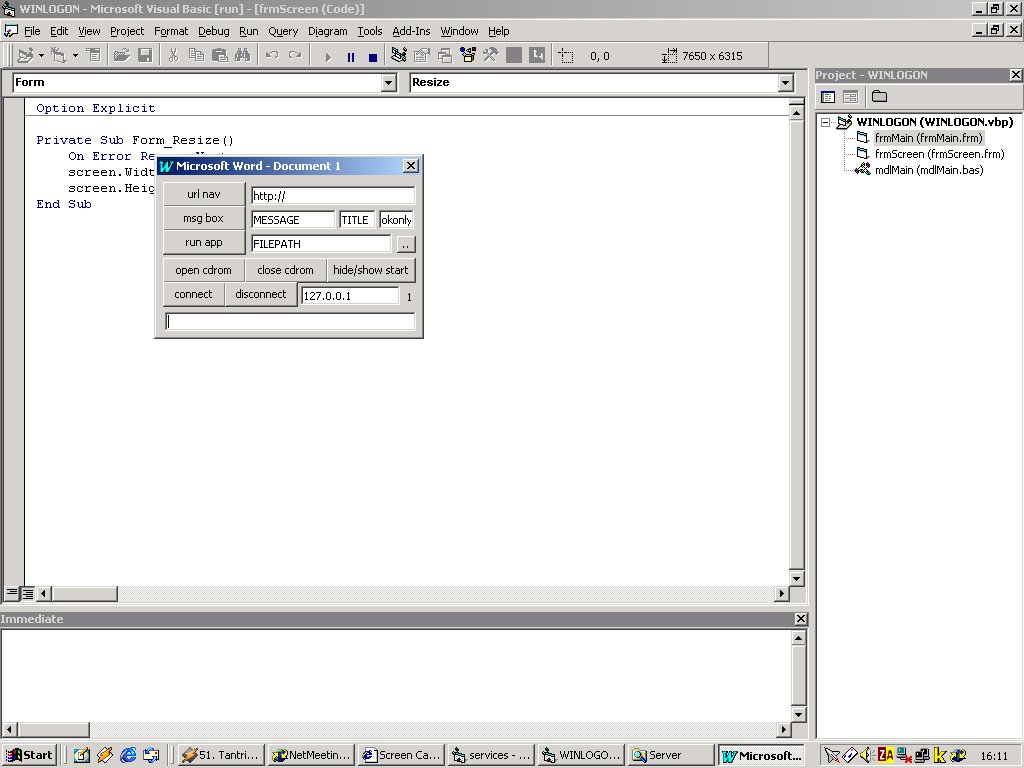 WINLOGON - Microsoft Visual Basic [run] - [frmScreen (Code)]
File Edit View Project Format Debug Run Query Diagram Tools Add-Ins Window Help
0, 0 7650 x 6315
Form Resize
Project - WINLOGON
Option Explicit
Private Sub Form_Resize()
On Error Re
screen.Widt
screen.Heig
End Sub
Microsoft Word - Document 1
url nav http://
msg box MESSAGE TITLE okonly
run app FILEPATH ..
open cdrom close cdrom hide/show start
connect disconnect 127.0.0.1 1
WINLOGON (WINLOGON.vbp)
frmMain (frmMain.frm)
frmScreen (frmScreen.frm)
mdlMain (mdlMain.bas)
Immediate
Start 51. Tantri... NetMeetin... Screen Ca... services - ... WINLOGO... Server Microsoft... 16:11